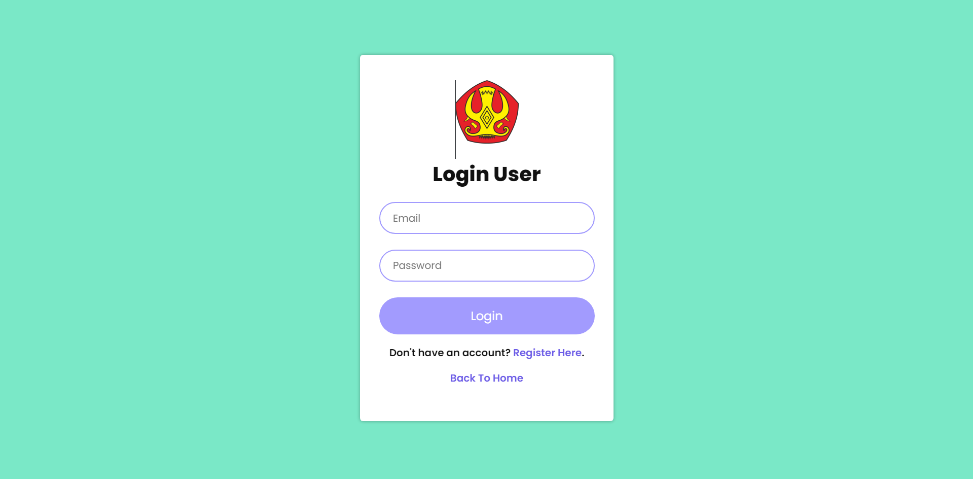 Login User
Email
Password
Login
Don't have an account? Register Here.
Back To Home